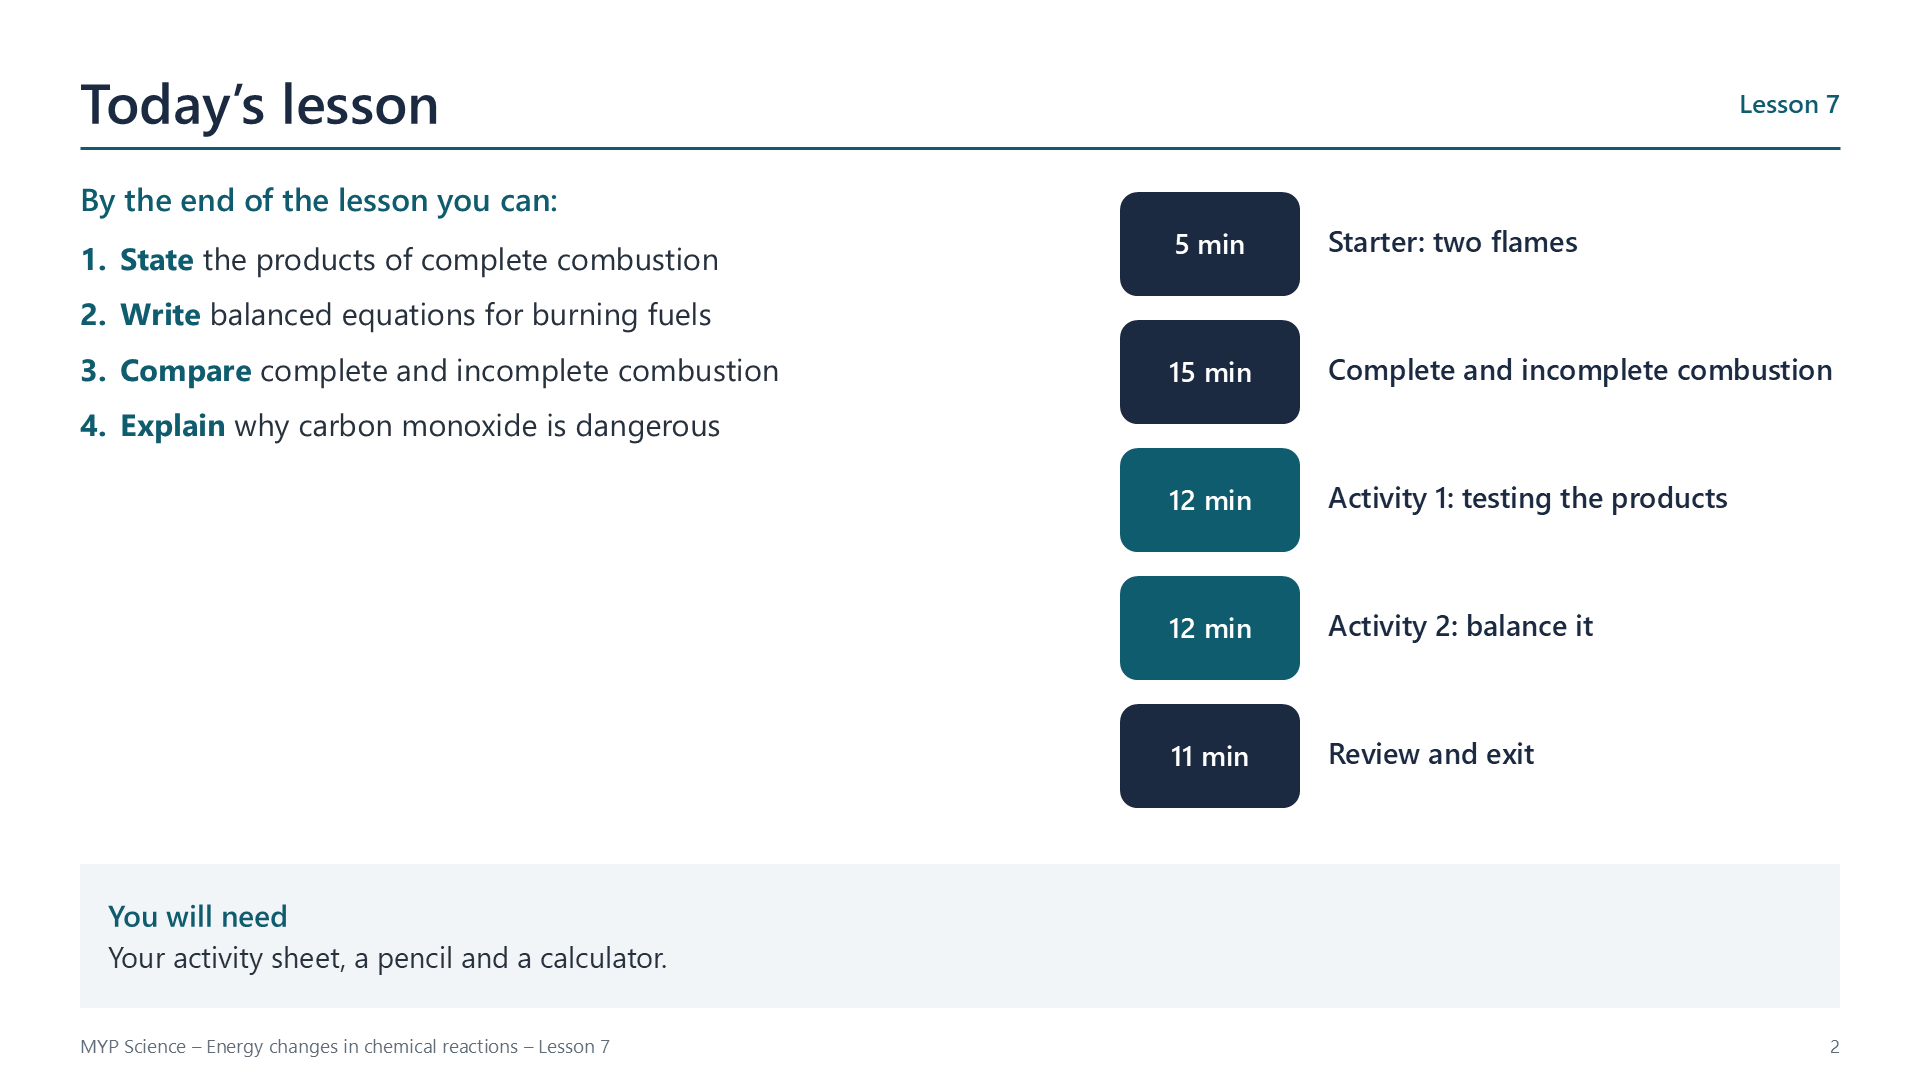 Today’s lesson
Lesson 7
By the end of the lesson you can:
1. State the products of complete combustion
2. Write balanced equations for burning fuels
3. Compare complete and incomplete combustion
4. Explain why carbon monoxide is dangerous
5 min
Starter: two flames
15 min
Complete and incomplete combustion
12 min
Activity 1: testing the products
12 min
Activity 2: balance it
11 min
Review and exit
You will need
Your activity sheet, a pencil and a calculator.
MYP Science – Energy changes in chemical reactions – Lesson 7
2